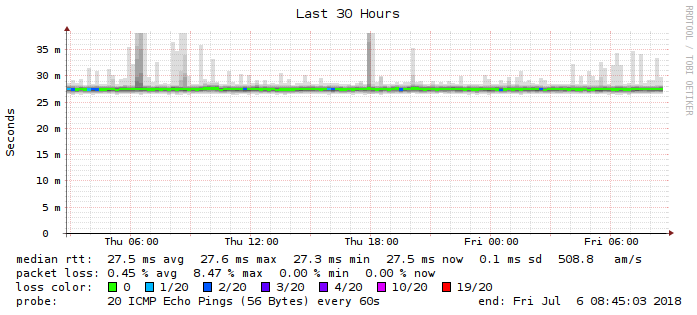 Last 30 Hours
RRDTOOL / TOBI OETIKER
Seconds
35 m
30 m
25 m
20 m
15 m
10 m
5 m
0
Thu 06:00 Thu 12:00 Thu 18:00 Fri 00:00 Fri 06:00
median rtt: 27.5 ms avg 27.6 ms max 27.3 ms min 27.5 ms now 0.1 ms sd 508.8 am/s
packet loss: 0.45 % avg 8.47 % max 0.00 % min 0.00 % now
loss color: 0 1/20 2/20 3/20 4/20 10/20 19/20
probe: 20 ICMP Echo Pings (56 Bytes) every 60s end: Fri Jul 6 08:45:03 2018